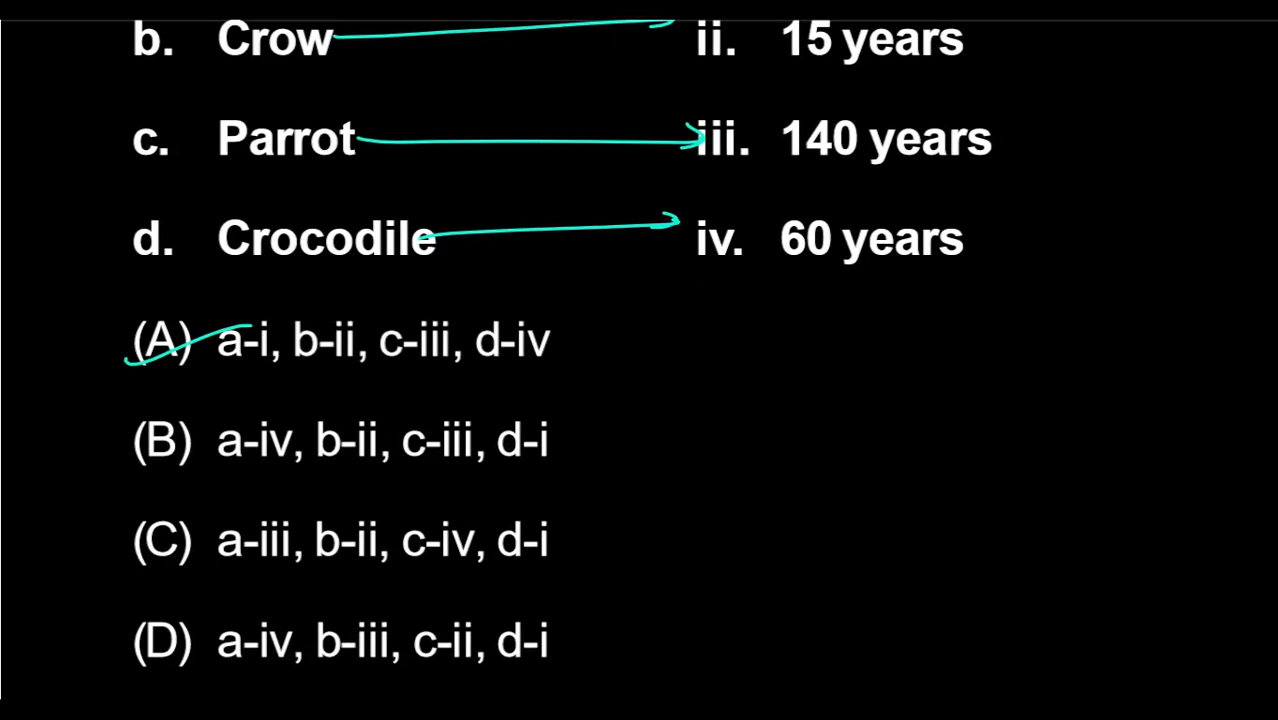 b. Crow ii. 15 years
c. Parrot iii. 140 years
d. Crocodile iv. 60 years
(A) a-i, b-ii, c-iii, d-iv
(B) a-iv, b-ii, c-iii, d-i
(C) a-iii, b-ii, c-iv, d-i
(D) a-iv, b-iii, c-ii, d-i